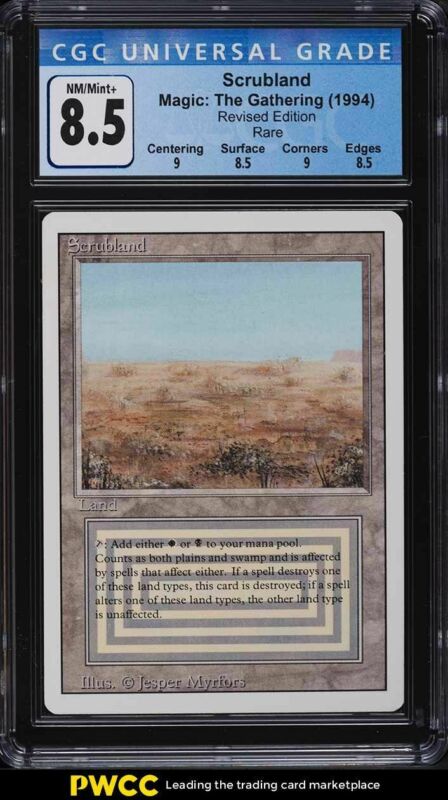 CGC UNIVERSAL GRADE
NM/Mint+
8.5
Scrubland
Magic: The Gathering (1994)
Revised Edition
Rare
Centering Surface Corners Edges
9 8.5 9 8.5
Scrubland
Land
: Add either or to your mana pool.
Counts as both plains and swamp and is affected
by spells that affect either. If a spell destroys one
of these land types, this card is destroyed; if a spell
alters one of these land types, the other land type
is unaffected.
Illus. © Jesper Myrfors
PWCC Leading the trading card marketplace